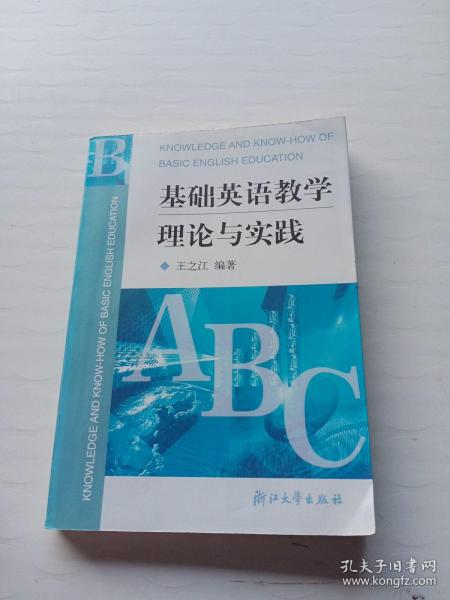 B
KNOWLEDGE AND KNOW-HOW OF
BASIC ENGLISH EDUCATION
基础英语教学
理论与实践
◆ 王之江 编著
ABC
KNOWLEDGE AND KNOW-HOW OF BASIC ENGLISH EDUCATION
浙江大学出版社
孔夫子旧书网
www.kongfz.com